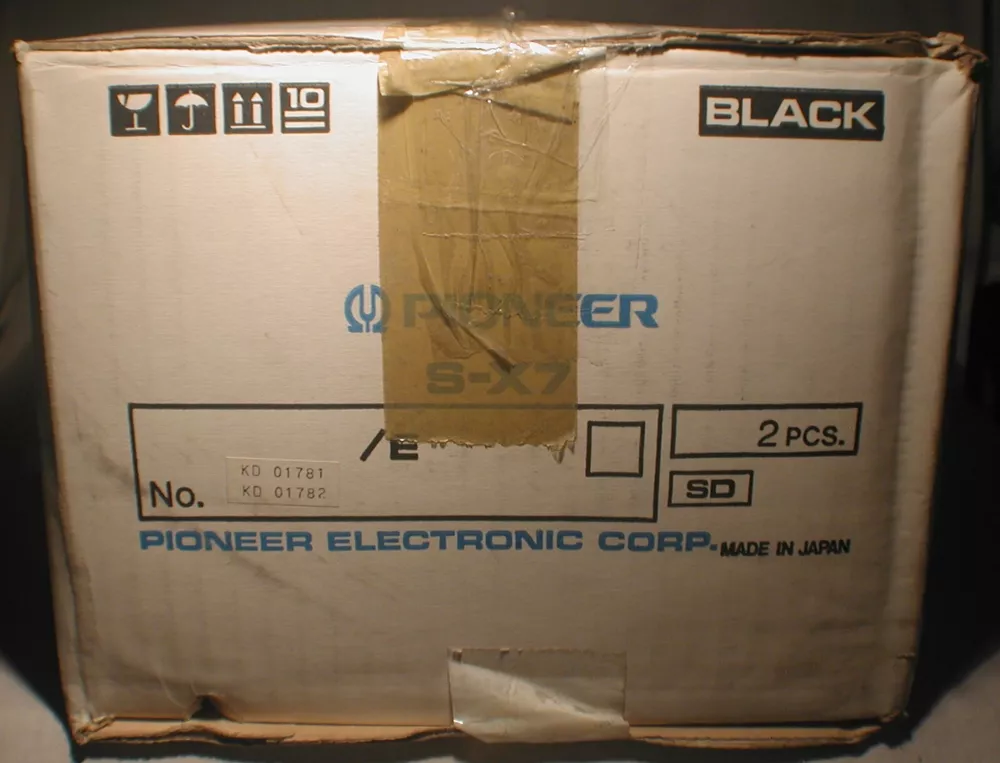 10
BLACK
PIONEER
S-X7
/E
2 PCS.
No.
KD 01781
KD 01782
SD
PIONEER ELECTRONIC CORP.
MADE IN JAPAN